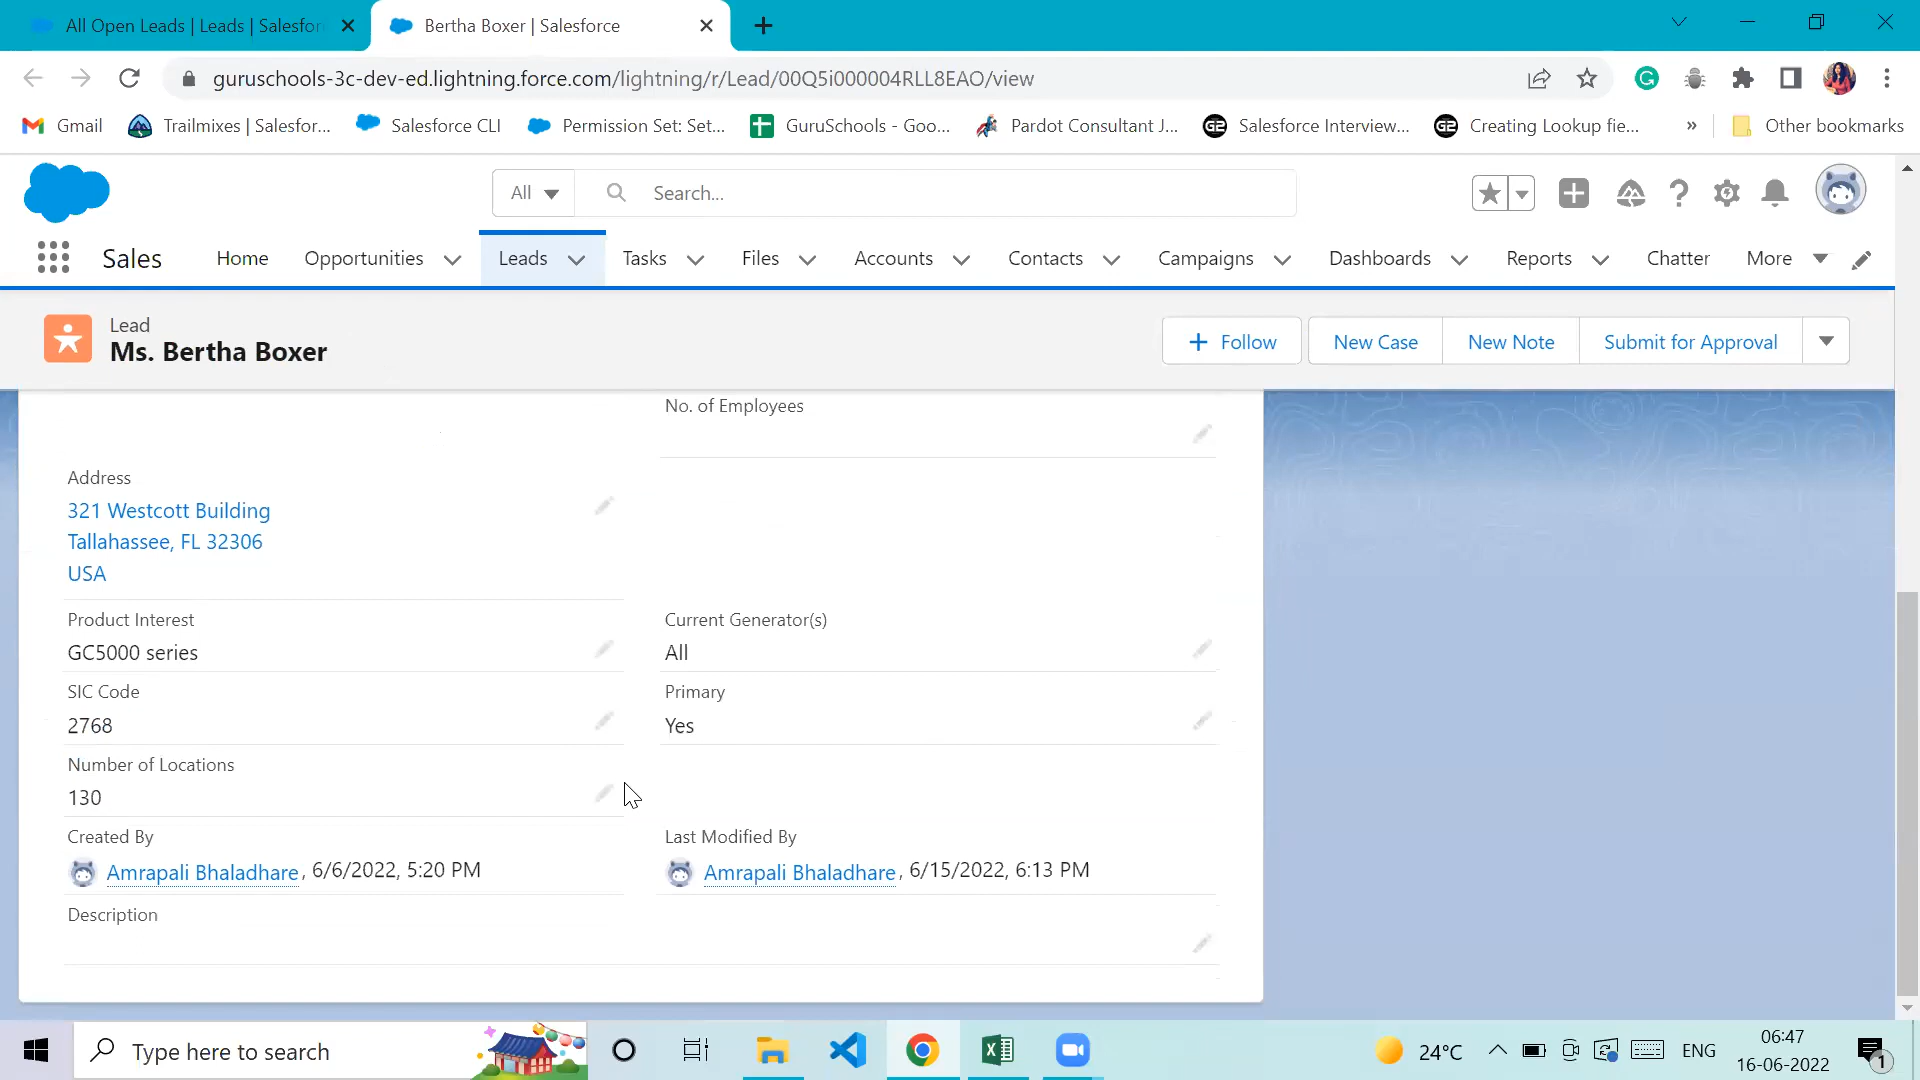 All Open Leads | Leads | Salesfor
Bertha Boxer | Salesforce
guruschools-3c-dev-ed.lightning.force.com/lightning/r/Lead/00Q5i000004RLL8EAO/view
Gmail
Trailmixes | Salesfor...
Salesforce CLI
Permission Set: Set...
GuruSchools - Goo...
Pardot Consultant J...
Salesforce Interview...
Creating Lookup fie...
»
Other bookmarks
All
Search...
Sales
Home
Opportunities
Leads
Tasks
Files
Accounts
Contacts
Campaigns
Dashboards
Reports
Chatter
More
Lead
Ms. Bertha Boxer
+ Follow
New Case
New Note
Submit for Approval
No. of Employees
Address
321 Westcott Building
Tallahassee, FL 32306
USA
Product Interest
GC5000 series
Current Generator(s)
All
SIC Code
2768
Primary
Yes
Number of Locations
130
Created By
Amrapali Bhaladhare, 6/6/2022, 5:20 PM
Last Modified By
Amrapali Bhaladhare, 6/15/2022, 6:13 PM
Description
Type here to search
24°C
ENG
06:47
16-06-2022
1